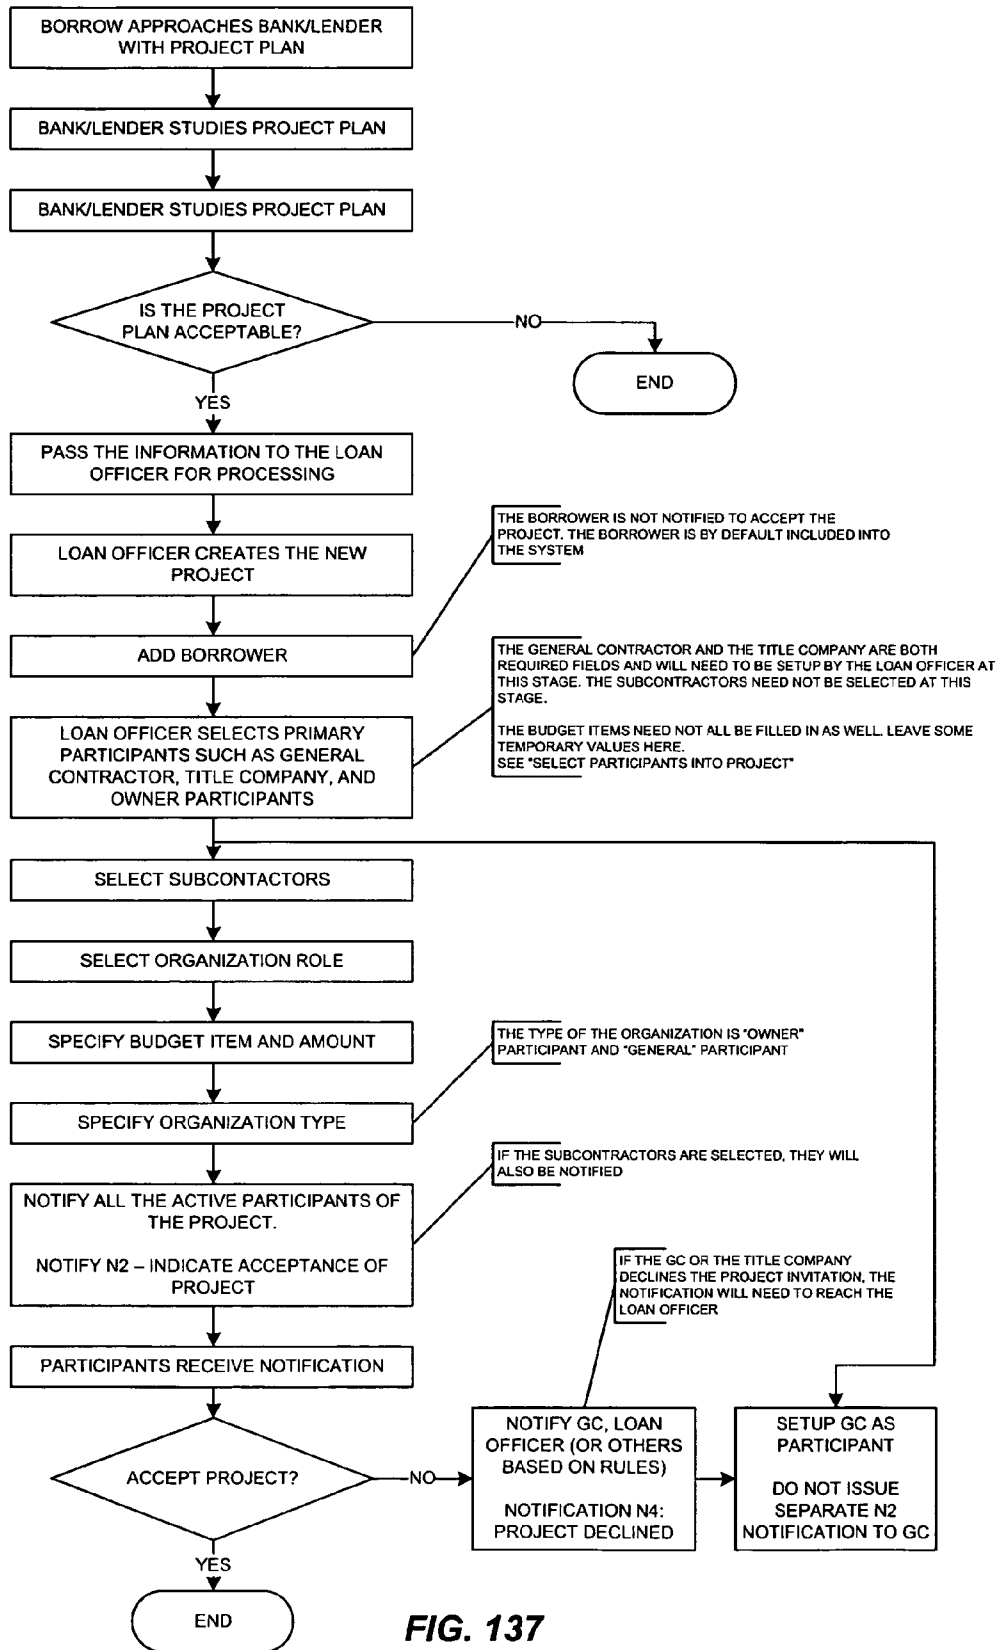 BORROW APPROACHES BANK/LENDER
WITH PROJECT PLAN
BANK/LENDER STUDIES PROJECT PLAN
BANK/LENDER STUDIES PROJECT PLAN
IS THE PROJECT
PLAN ACCEPTABLE?
NO
END
YES
PASS THE INFORMATION TO THE LOAN
OFFICER FOR PROCESSING
THE BORROWER IS NOT NOTIFIED TO ACCEPT THE
PROJECT. THE BORROWER IS BY DEFAULT INCLUDED INTO
THE SYSTEM
LOAN OFFICER CREATES THE NEW
PROJECT
ADD BORROWER
THE GENERAL CONTRACTOR AND THE TITLE COMPANY ARE BOTH
REQUIRED FIELDS AND WILL NEED TO BE SETUP BY THE LOAN OFFICER AT
THIS STAGE. THE SUBCONTRACTORS NEED NOT BE SELECTED AT THIS
STAGE.
THE BUDGET ITEMS NEED NOT ALL BE FILLED IN AS WELL. LEAVE SOME
TEMPORARY VALUES HERE.
SEE "SELECT PARTICIPANTS INTO PROJECT"
LOAN OFFICER SELECTS PRIMARY
PARTICIPANTS SUCH AS GENERAL
CONTRACTOR, TITLE COMPANY, AND
OWNER PARTICIPANTS
SELECT SUBCONTACTORS
SELECT ORGANIZATION ROLE
SPECIFY BUDGET ITEM AND AMOUNT
THE TYPE OF THE ORGANIZATION IS "OWNER"
PARTICIPANT AND "GENERAL" PARTICIPANT
SPECIFY ORGANIZATION TYPE
IF THE SUBCONTRACTORS ARE SELECTED, THEY WILL
ALSO BE NOTIFIED
NOTIFY ALL THE ACTIVE PARTICIPANTS OF
THE PROJECT.
NOTIFY N2 – INDICATE ACCEPTANCE OF
PROJECT
IF THE GC OR THE TITLE COMPANY
DECLINES THE PROJECT INVITATION, THE
NOTIFICATION WILL NEED TO REACH THE
LOAN OFFICER
PARTICIPANTS RECEIVE NOTIFICATION
ACCEPT PROJECT?
NO
NOTIFY GC, LOAN
OFFICER (OR OTHERS
BASED ON RULES)
NOTIFICATION N4:
PROJECT DECLINED
SETUP GC AS
PARTICIPANT
DO NOT ISSUE
SEPARATE N2
NOTIFICATION TO GC
YES
END
FIG. 137